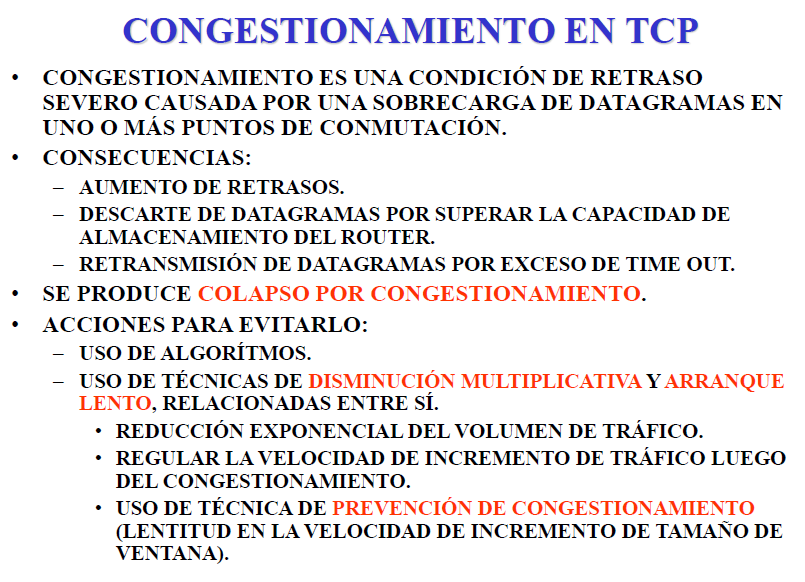 CONGESTIONAMIENTO EN TCP
• CONGESTIONAMIENTO ES UNA CONDICIÓN DE RETRASO
SEVERO CAUSADA POR UNA SOBRECARGA DE DATAGRAMAS EN
UNO O MÁS PUNTOS DE CONMUTACIÓN.
• CONSECUENCIAS:
– AUMENTO DE RETRASOS.
– DESCARTE DE DATAGRAMAS POR SUPERAR LA CAPACIDAD DE
ALMACENAMIENTO DEL ROUTER.
– RETRANSMISIÓN DE DATAGRAMAS POR EXCESO DE TIME OUT.
• SE PRODUCE COLAPSO POR CONGESTIONAMIENTO.
• ACCIONES PARA EVITARLO:
– USO DE ALGORÍTMOS.
– USO DE TÉCNICAS DE DISMINUCIÓN MULTIPLICATIVA Y ARRANQUE
LENTO, RELACIONADAS ENTRE SÍ.
• REDUCCIÓN EXPONENCIAL DEL VOLUMEN DE TRÁFICO.
• REGULAR LA VELOCIDAD DE INCREMENTO DE TRÁFICO LUEGO
DEL CONGESTIONAMIENTO.
• USO DE TÉCNICA DE PREVENCIÓN DE CONGESTIONAMIENTO
(LENTITUD EN LA VELOCIDAD DE INCREMENTO DE TAMAÑO DE
VENTANA).